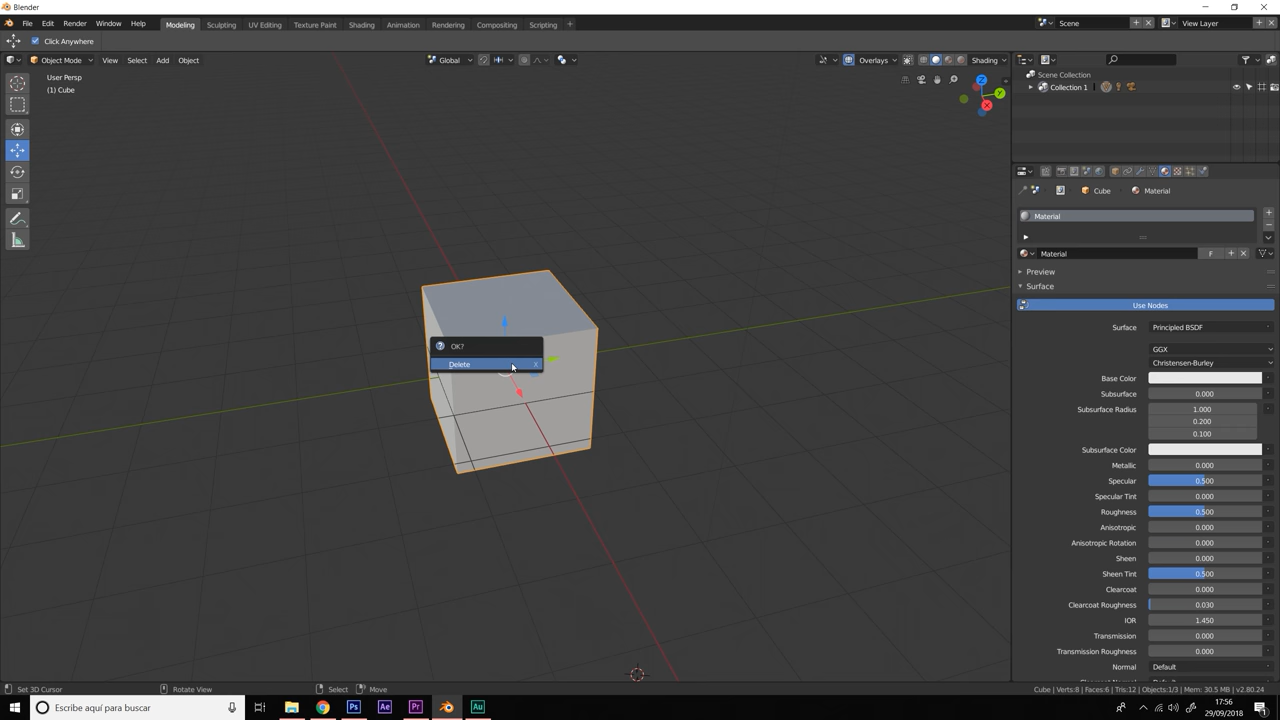 Blender
File Edit Render Window Help
Modeling Sculpting UV Editing Texture Paint Shading Animation Rendering Compositing Scripting +
Scene
View Layer
Click Anywhere
Object Mode View Select Add Object
Global
Overlays
Shading
User Persp
(1) Cube
Z
Y
X
Scene Collection
Collection 1
Cube
Material
Material
Material
F
Preview
Surface
Use Nodes
Surface Principled BSDF
GGX
Christensen-Burley
Base Color
Subsurface 0.000
Subsurface Radius 1.000
0.200
0.100
Subsurface Color
Metallic 0.000
Specular 0.500
Specular Tint 0.000
Roughness 0.500
Anisotropic 0.000
Anisotropic Rotation 0.000
Sheen 0.000
Sheen Tint 0.500
Clearcoat 0.000
Clearcoat Roughness 0.030
IOR 1.450
Transmission 0.000
Transmission Roughness 0.000
Normal Default
OK?
Delete X
Set 3D Cursor
Rotate View
Select
Move
Cube | Verts:8 | Faces:6 | Tris:12 | Objects:1/3 | Mem: 30.5 MB | v2.80.24
Escribe aquí para buscar
Ps
Ae
Pr
Au
17:56
29/09/2018